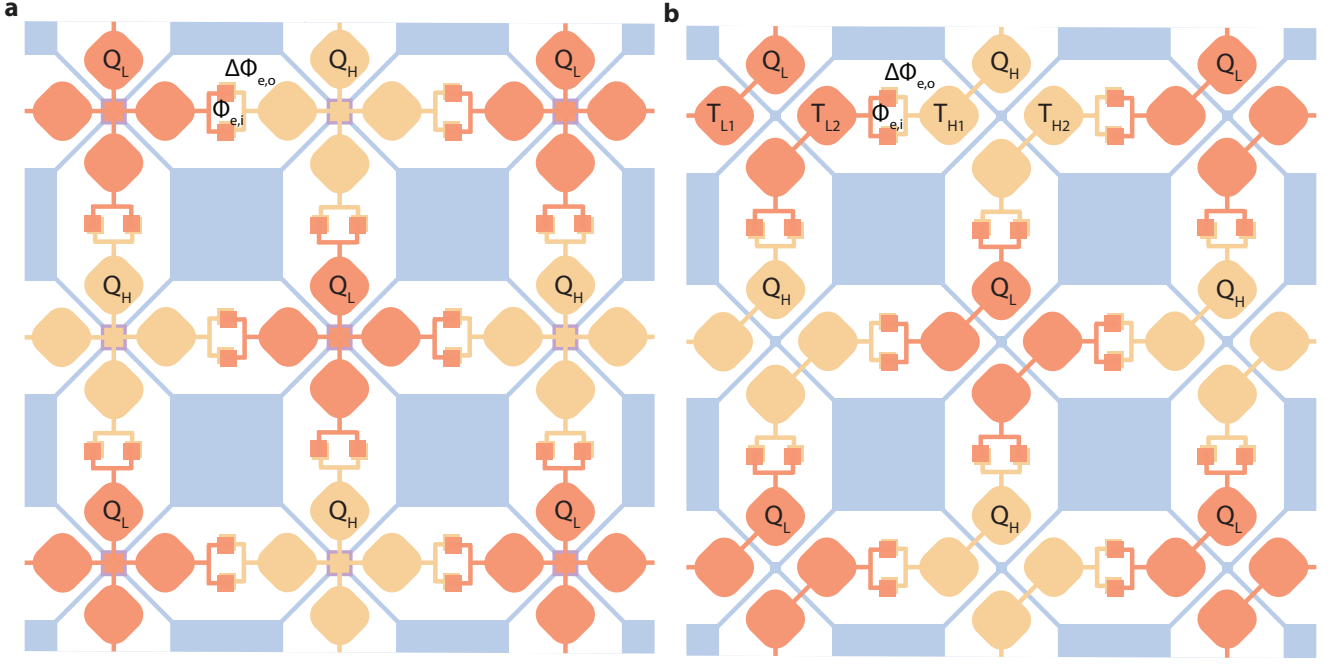 a
Q_L Q_H Q_L
ΔΦ_e,o
Φ_e,i
Q_H Q_L Q_H
Q_L Q_H Q_L
b
Q_L Q_H Q_L
ΔΦ_e,o
T_L1 T_L2 Φ_e,i T_H1 T_H2
Q_H Q_L Q_H
Q_L Q_H Q_L